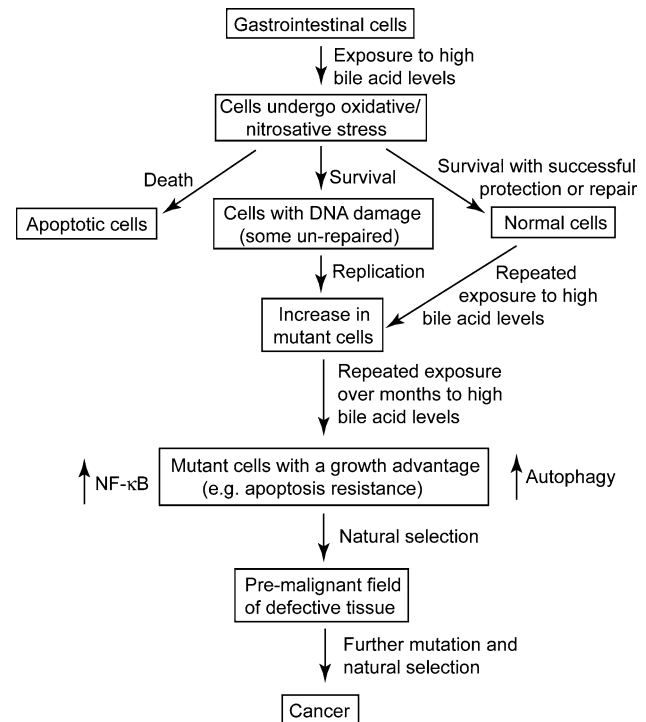 Gastrointestinal cells
Exposure to high
bile acid levels
Cells undergo oxidative/
nitrosative stress
Death
Survival
Survival with successful
protection or repair
Apoptotic cells
Cells with DNA damage
(some un-repaired)
Normal cells
Replication
Repeated
exposure to high
bile acid levels
Increase in
mutant cells
Repeated exposure
over months to high
bile acid levels
NF-κB
Mutant cells with a growth advantage
(e.g. apoptosis resistance)
Autophagy
Natural selection
Pre-malignant field
of defective tissue
Further mutation and
natural selection
Cancer